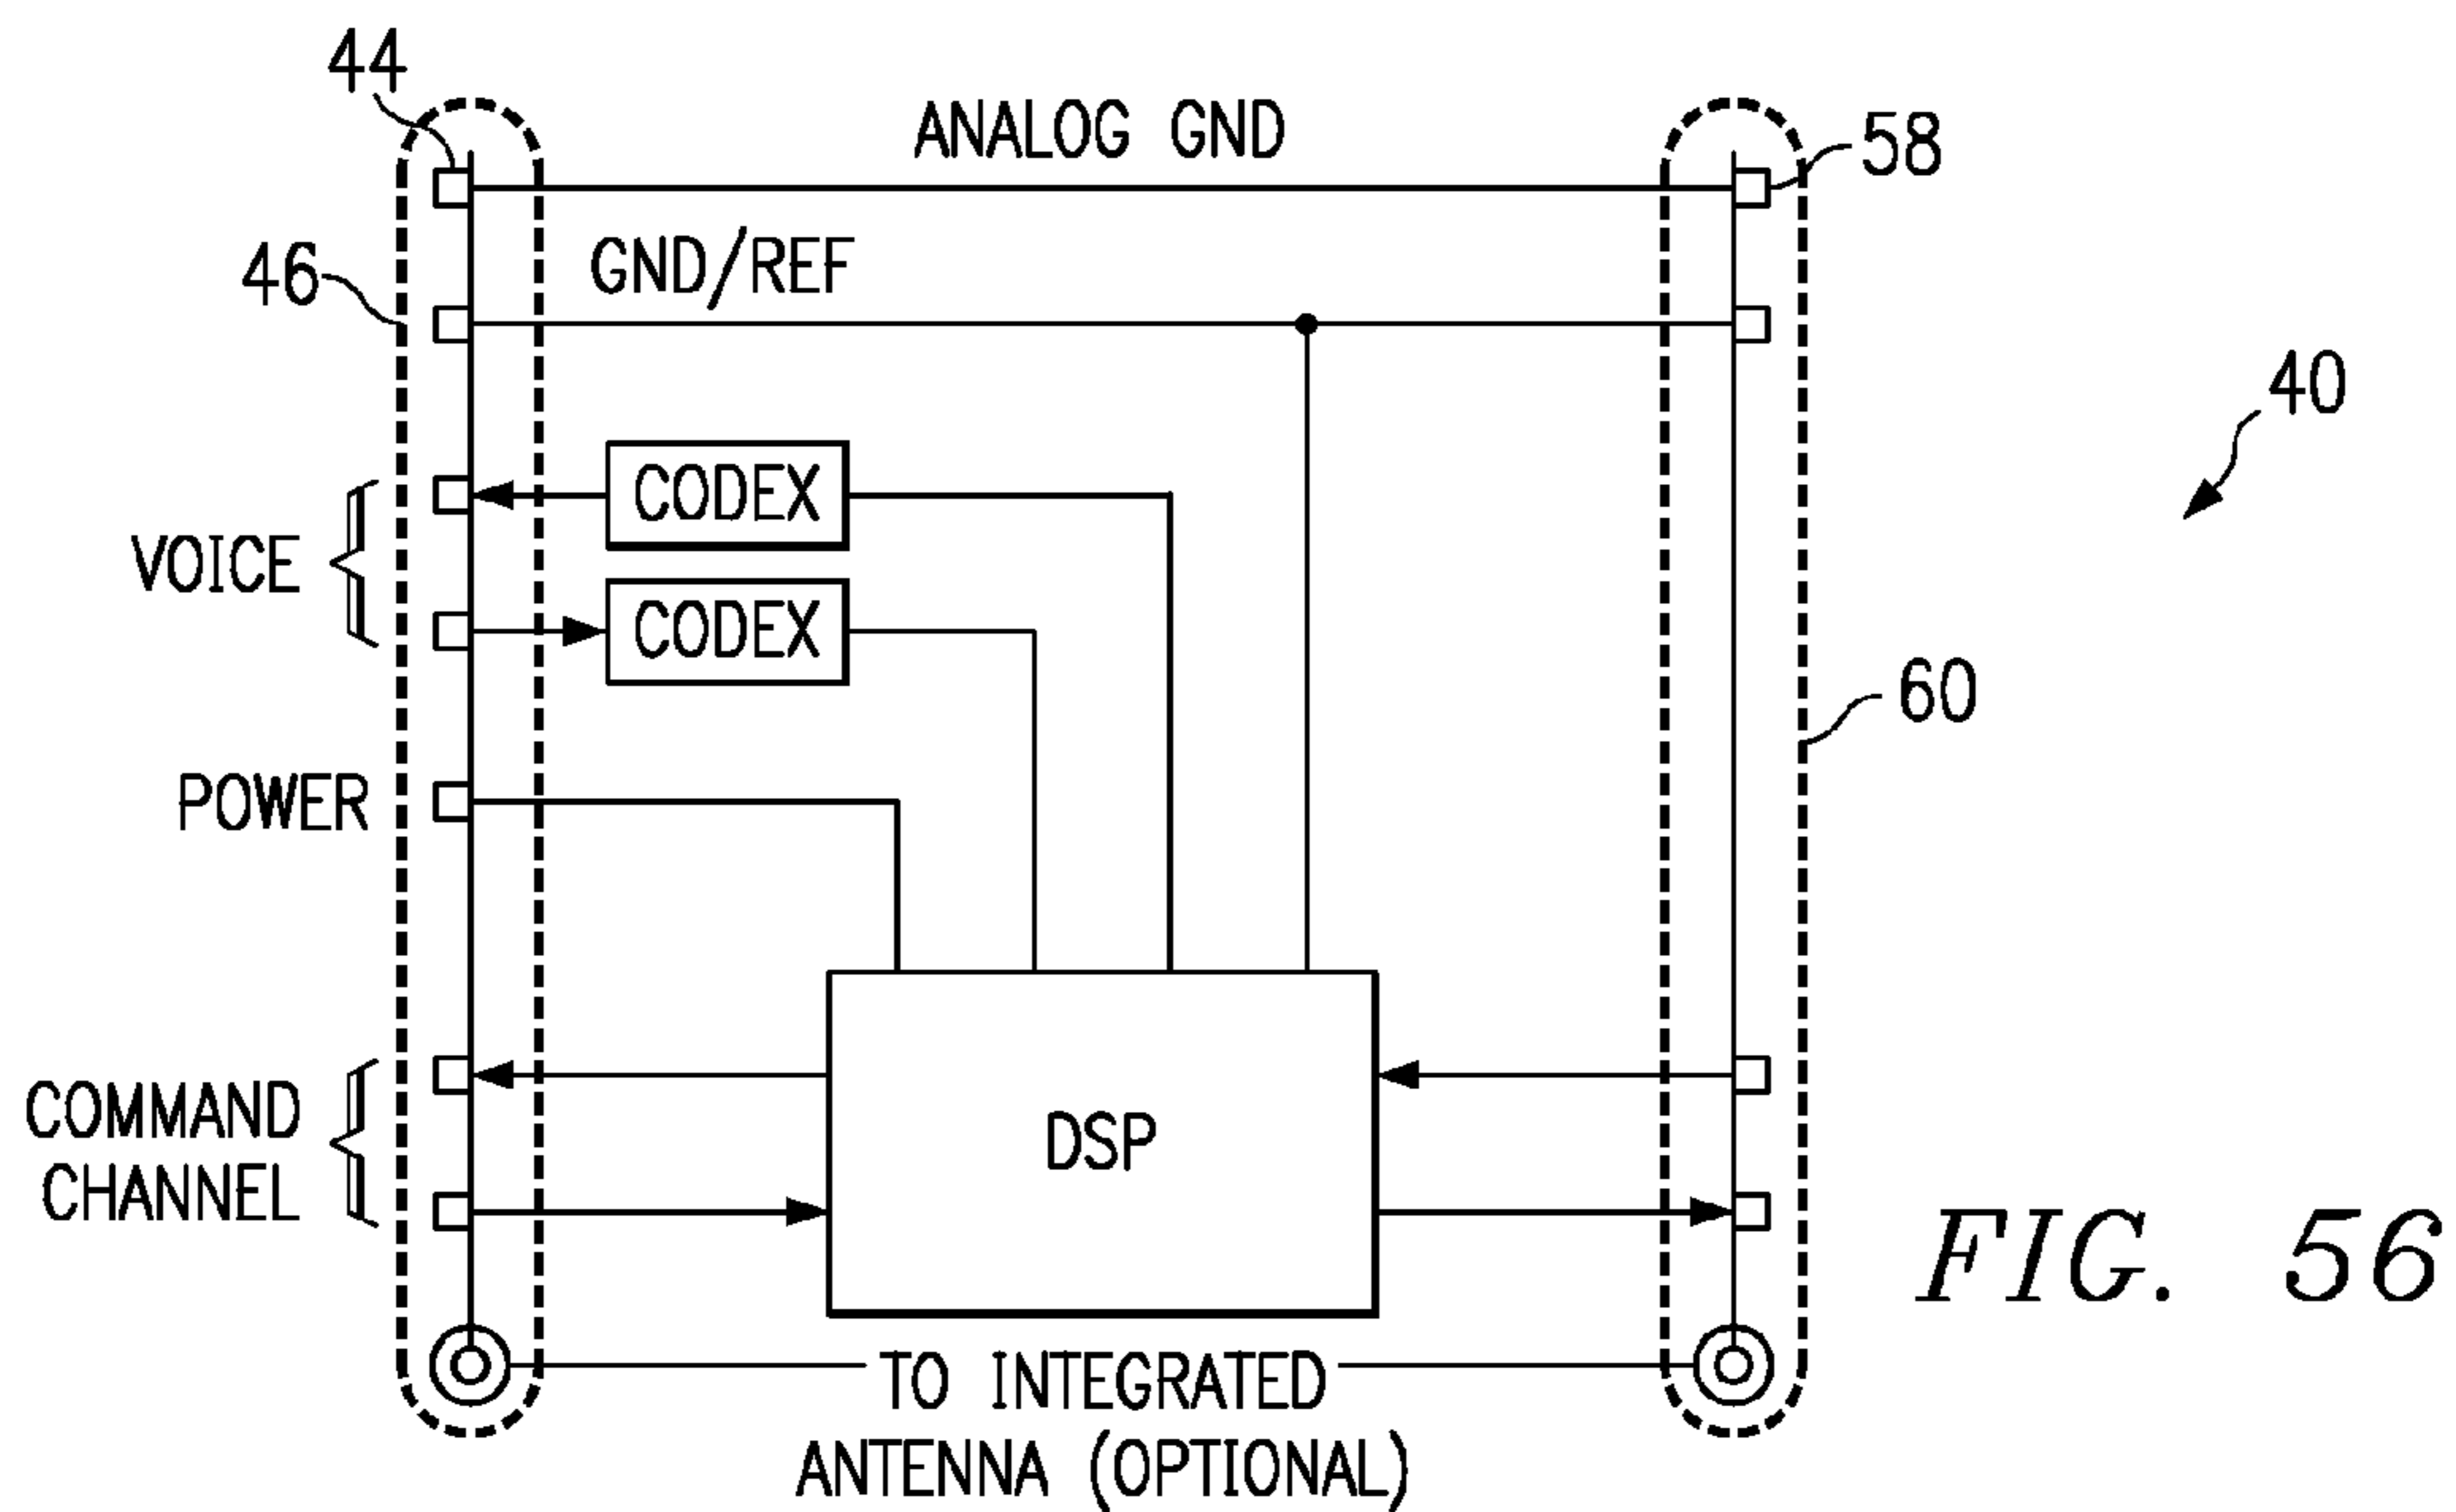 44
ANALOG GND
58
46
GND/REF
40
CODEX
VOICE
CODEX
60
POWER
COMMAND
CHANNEL
DSP
FIG. 56
TO INTEGRATED
ANTENNA (OPTIONAL)